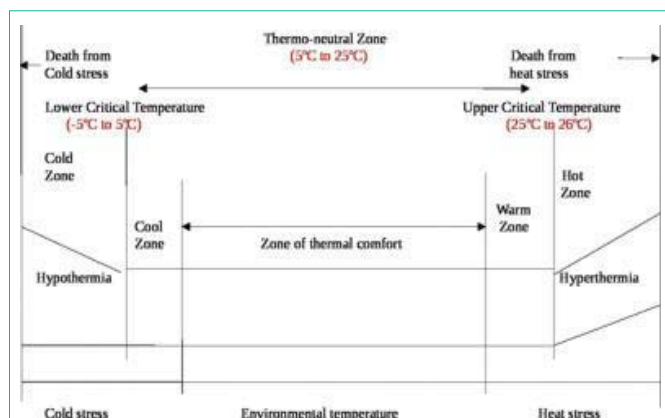 Thermo-neutral Zone
(5°C to 25°C)
Death from
Cold stress
Death from
heat stress
Lower Critical Temperature
(-5°C to 5°C)
Upper Critical Temperature
(25°C to 26°C)
Cold
Zone
Hot
Zone
Cool
Zone
Zone of thermal comfort
Warm
Zone
Hypothermia
Hyperthermia
Cold stress
Environmental temperature
Heat stress